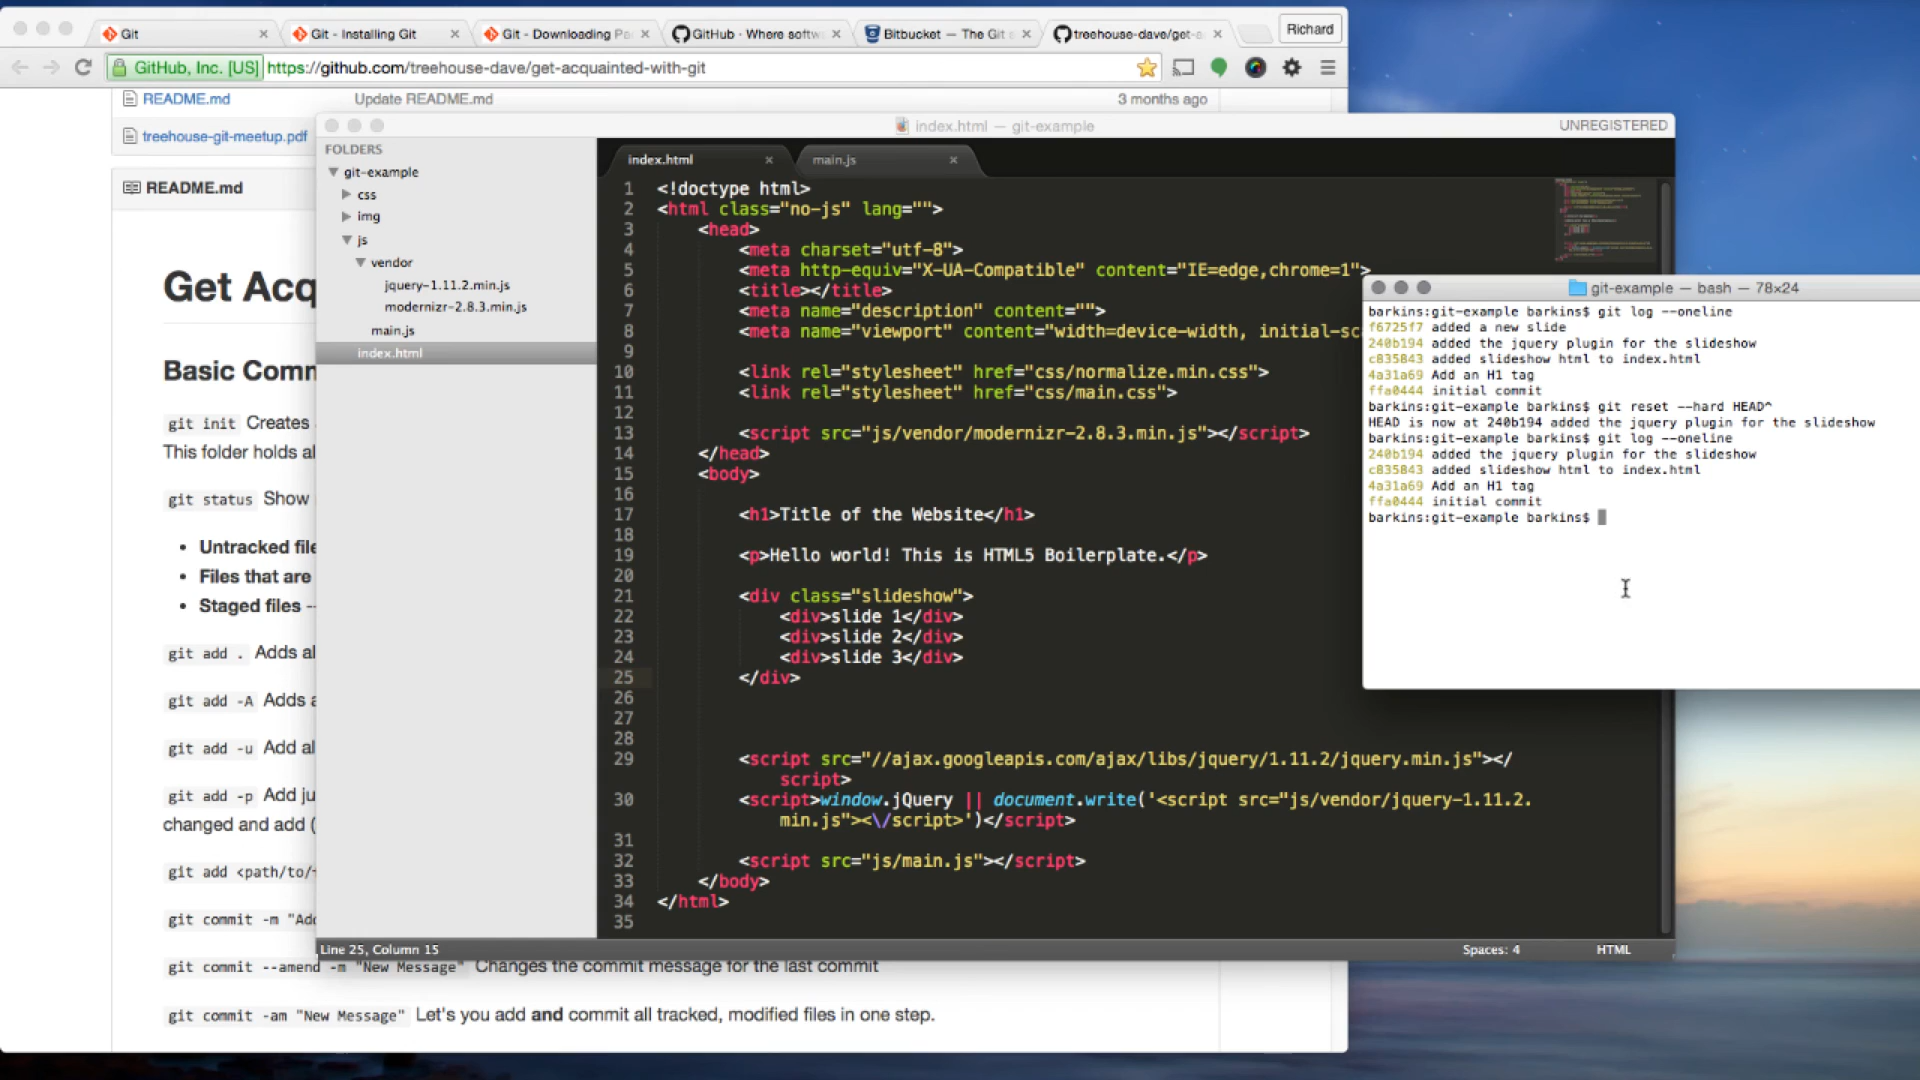 Git
Git - Installing Git
Git - Downloading Pa
GitHub · Where softw
Bitbucket — The Git s
treehouse-dave/get-a
Richard
GitHub, Inc. [US]
https://github.com/treehouse-dave/get-acquainted-with-git
README.md
Update README.md
3 months ago
treehouse-git-meetup.pdf
README.md
Get Acq
Basic Comm
git init Creates
This folder holds al
git status Show
Untracked file
Files that are
Staged files --
git add . Adds al
git add -A Adds a
git add -u Add al
git add -p Add ju
changed and add (
git add <path/to/
git commit -m "Add
git commit --amend -m "New Message" Changes the commit message for the last commit
git commit -am "New Message" Let's you add and commit all tracked, modified files in one step.
index.html — git-example
UNREGISTERED
FOLDERS
git-example
css
img
js
vendor
jquery-1.11.2.min.js
modernizr-2.8.3.min.js
main.js
index.html
index.html
main.js
1 <!doctype html>
2 <html class="no-js" lang="">
3 <head>
4 <meta charset="utf-8">
5 <meta http-equiv="X-UA-Compatible" content="IE=edge,chrome=1">
6 <title></title>
7 <meta name="description" content="">
8 <meta name="viewport" content="width=device-width, initial-sc
9
10 <link rel="stylesheet" href="css/normalize.min.css">
11 <link rel="stylesheet" href="css/main.css">
12
13 <script src="js/vendor/modernizr-2.8.3.min.js"></script>
14 </head>
15 <body>
16
17 <h1>Title of the Website</h1>
18
19 <p>Hello world! This is HTML5 Boilerplate.</p>
20
21 <div class="slideshow">
22 <div>slide 1</div>
23 <div>slide 2</div>
24 <div>slide 3</div>
25 </div>
26
27
28
29 <script src="//ajax.googleapis.com/ajax/libs/jquery/1.11.2/jquery.min.js"></
script>
30 <script>window.jQuery || document.write('<script src="js/vendor/jquery-1.11.2.
min.js"><\/script>')</script>
31
32 <script src="js/main.js"></script>
33 </body>
34 </html>
35
Line 25, Column 15
Spaces: 4
HTML
git-example — bash — 78x24
barkins:git-example barkins$ git log --oneline
f6725f7 added a new slide
240b194 added the jquery plugin for the slideshow
c835843 added slideshow html to index.html
4a31a69 Add an H1 tag
ffa0444 initial commit
barkins:git-example barkins$ git reset --hard HEAD^
HEAD is now at 240b194 added the jquery plugin for the slideshow
barkins:git-example barkins$ git log --oneline
240b194 added the jquery plugin for the slideshow
c835843 added slideshow html to index.html
4a31a69 Add an H1 tag
ffa0444 initial commit
barkins:git-example barkins$